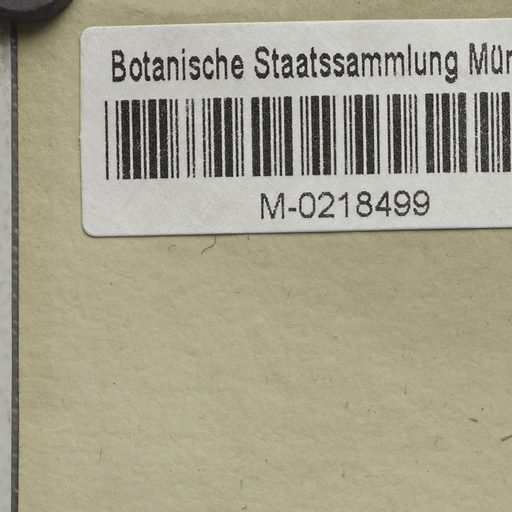 Botanische Staatssammlung Mün
M-0218499